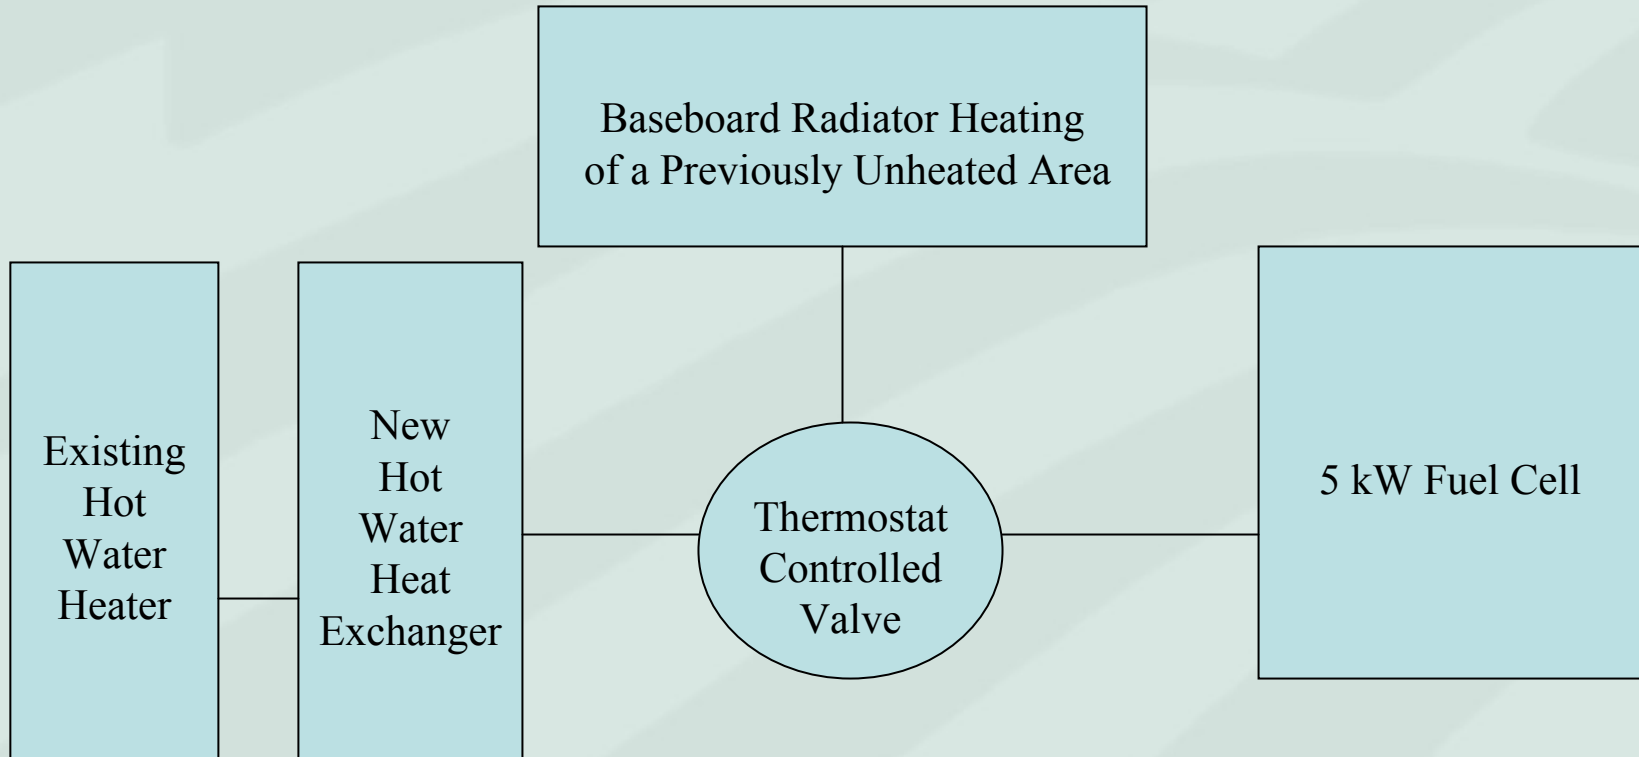 Baseboard Radiator Heating
of a Previously Unheated Area
Existing
Hot
Water
Heater
New
Hot
Water
Heat
Exchanger
Thermostat
Controlled
Valve
5 kW Fuel Cell